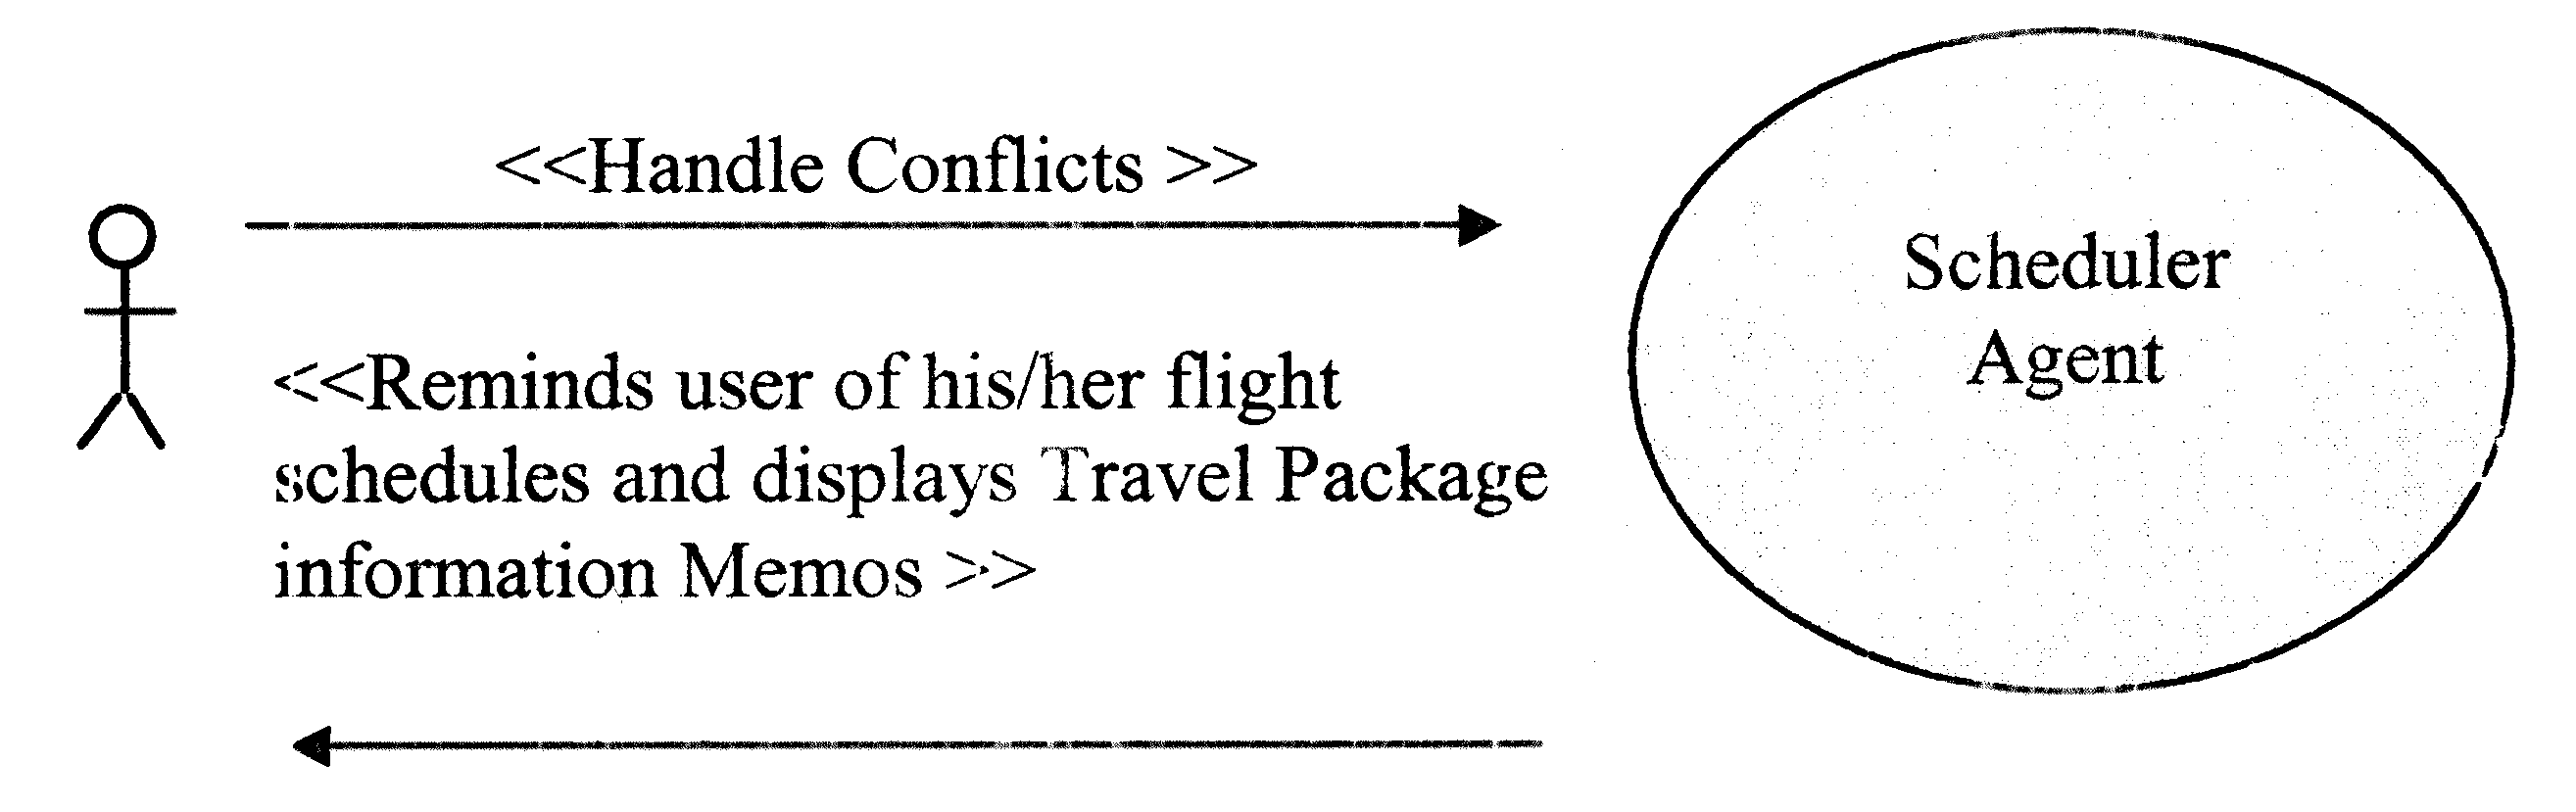 <<Handle Conflicts >>
<<Reminds user of his/her flight
schedules and displays Travel Package
information Memos >>
Scheduler
Agent